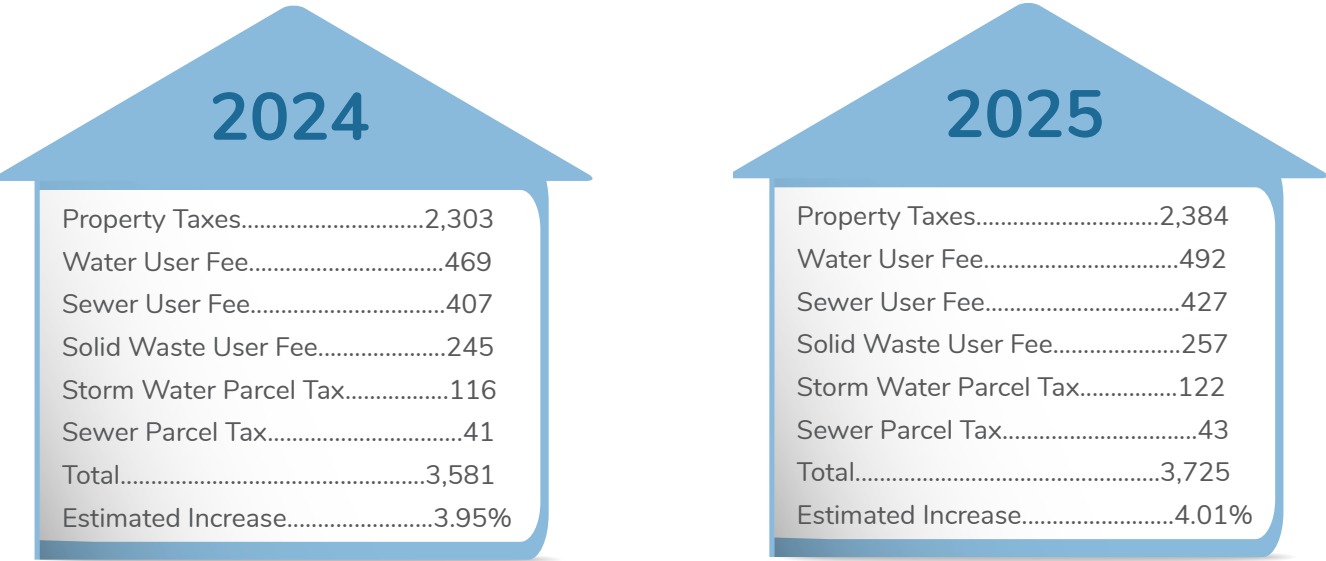 2024
Property Taxes.......................................2,303
Water User Fee..........................................469
Sewer User Fee..........................................407
Solid Waste User Fee...........................245
Storm Water Parcel Tax......................116
Sewer Parcel Tax..........................................41
Total.................................................................3,581
Estimated Increase...............................3.95%
2025
Property Taxes.......................................2,384
Water User Fee..........................................492
Sewer User Fee..........................................427
Solid Waste User Fee...........................257
Storm Water Parcel Tax.....................122
Sewer Parcel Tax..........................................43
Total.................................................................3,725
Estimated Increase................................4.01%